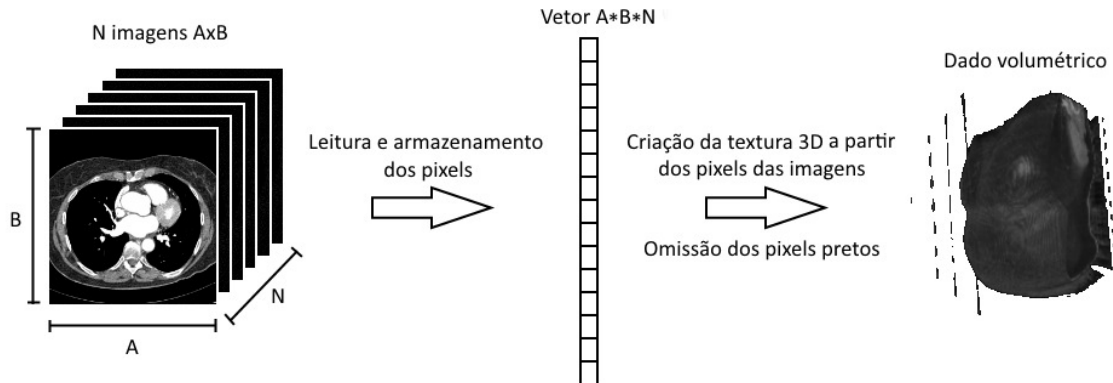 N imagens AxB
B
A
N
Leitura e armazenamento
dos pixels
Vetor A*B*N
Criação da textura 3D a partir
dos pixels das imagens
Omissão dos pixels pretos
Dado volumétrico